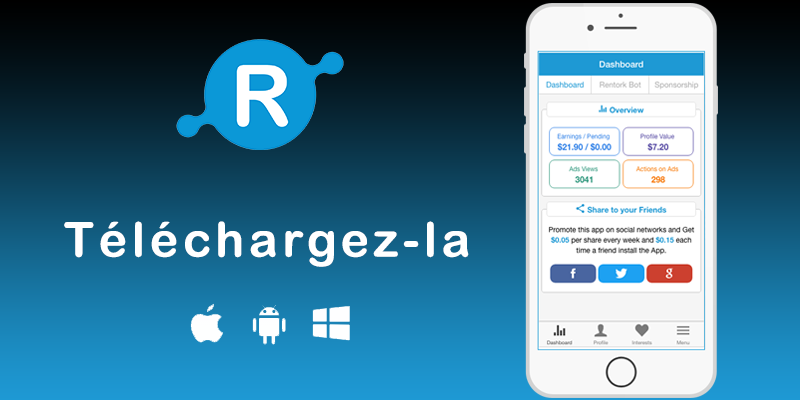 R
Téléchargez-la
Dashboard
Dashboard Rentork Bot Sponsorship
Overview
Earnings / Pending
$21.90 / $0.00
Profile Value
$7.20
Ads Views
3041
Actions on Ads
298
Share to your Friends
Promote this app on social networks and Get
$0.05 per share every week and $0.15 each
time a friend install the App.
f
g
Dashboard Profile Interests Menu